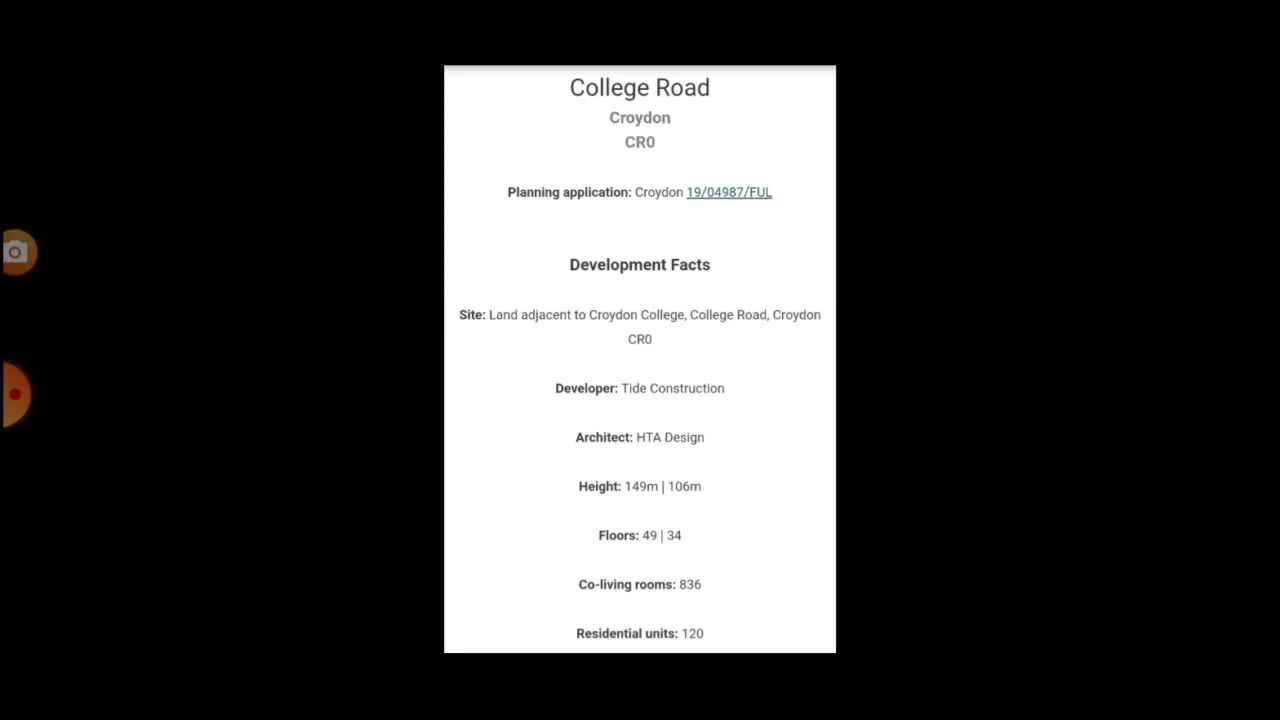 College Road
Croydon
CR0
Planning application: Croydon 19/04987/FUL
Development Facts
Site: Land adjacent to Croydon College, College Road, Croydon
CR0
Developer: Tide Construction
Architect: HTA Design
Height: 149m | 106m
Floors: 49 | 34
Co-living rooms: 836
Residential units: 120